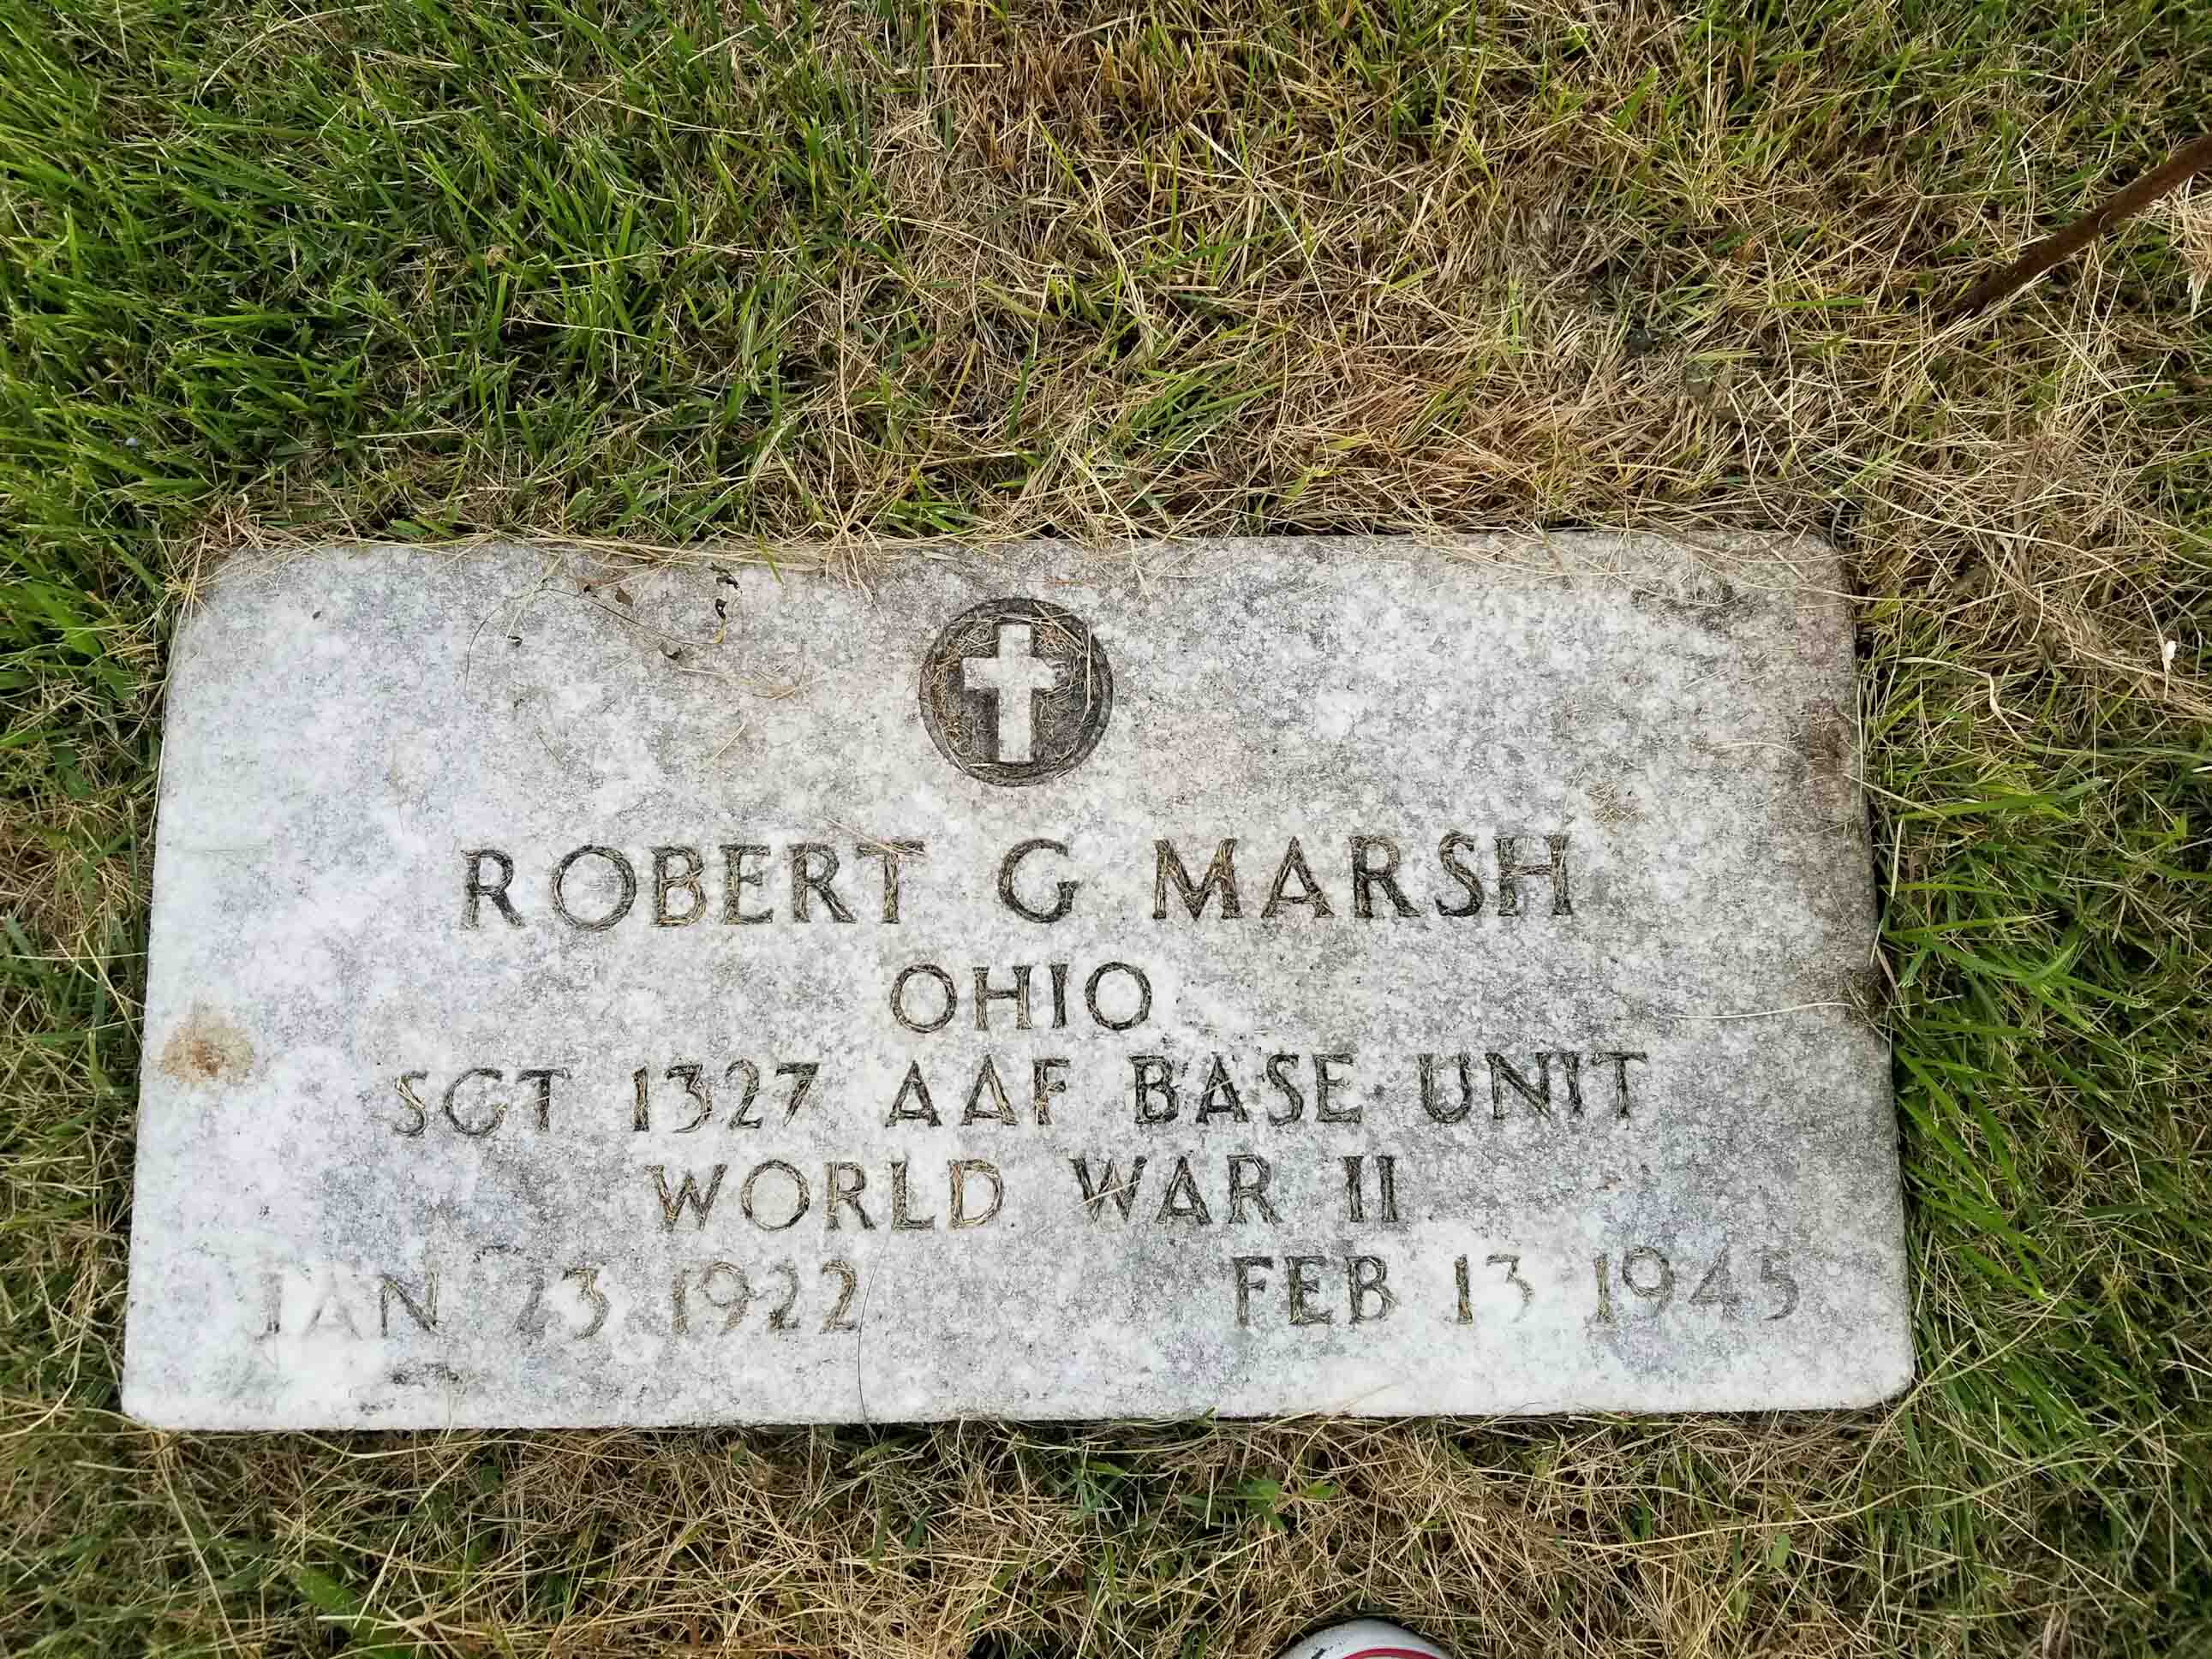 ROBERT G MARSH
OHIO
SGT 1327 AAF BASE UNIT
WORLD WAR II
JAN 23 1922 FEB 13 1945